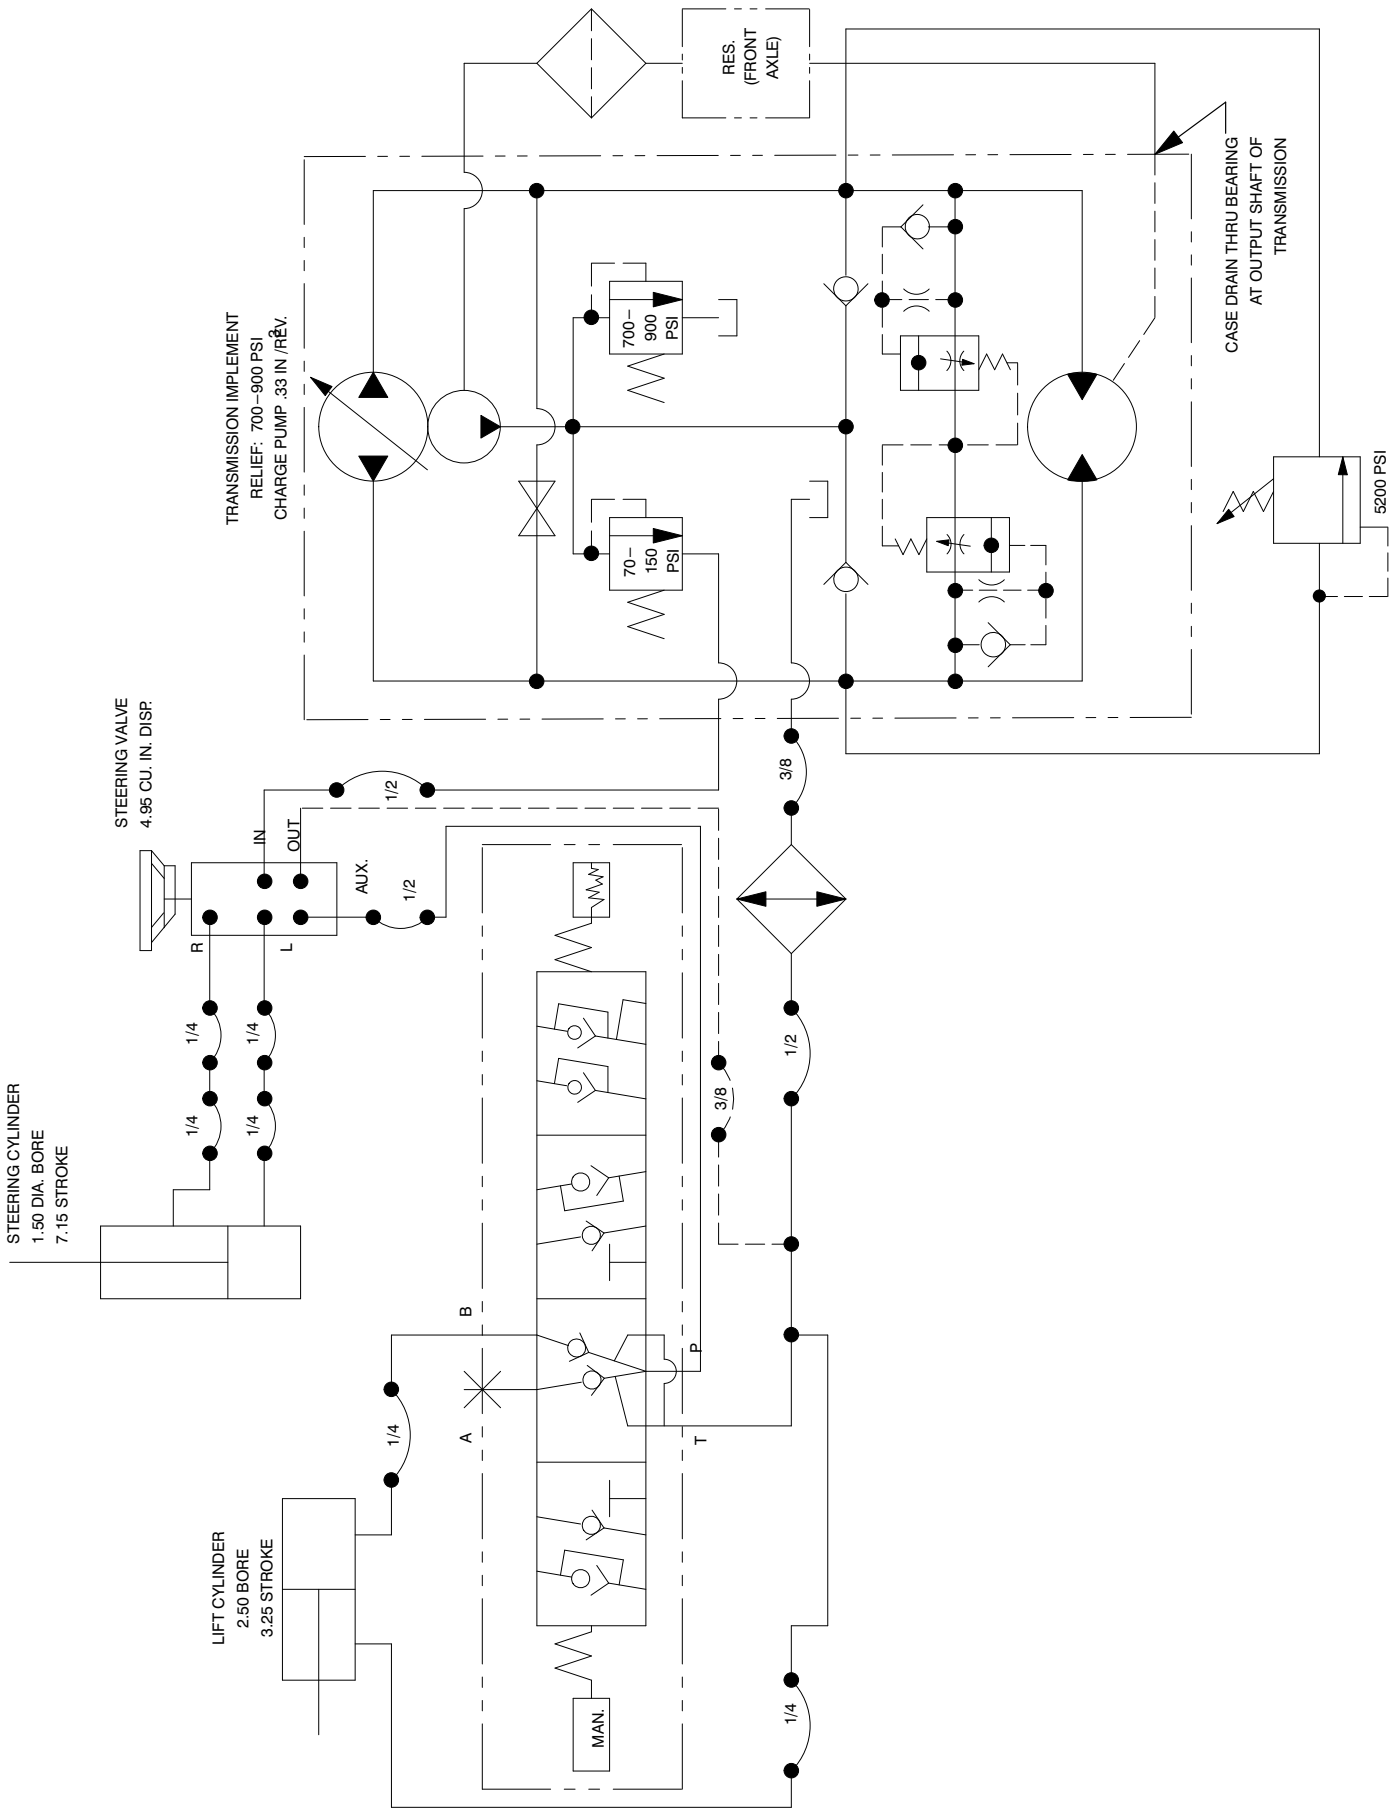 STEERING CYLINDER
1.50 DIA. BORE
7.15 STROKE
STEERING VALVE
4.95 CU. IN. DISP.
TRANSMISSION IMPLEMENT
RELIEF: 700–900 PSI
CHARGE PUMP .33 IN³/REV.
RES.
(FRONT
AXLE)
LIFT CYLINDER
2.50 BORE
3.25 STROKE
1/4
1/4
1/4
1/4
R
L
IN
OUT
AUX.
1/2
1/2
70–
150
PSI
700–
900
PSI
1/4
A
B
MAN.
T
P
3/8
1/4
1/2
3/8
CASE DRAIN THRU BEARING
AT OUTPUT SHAFT OF
TRANSMISSION
5200 PSI